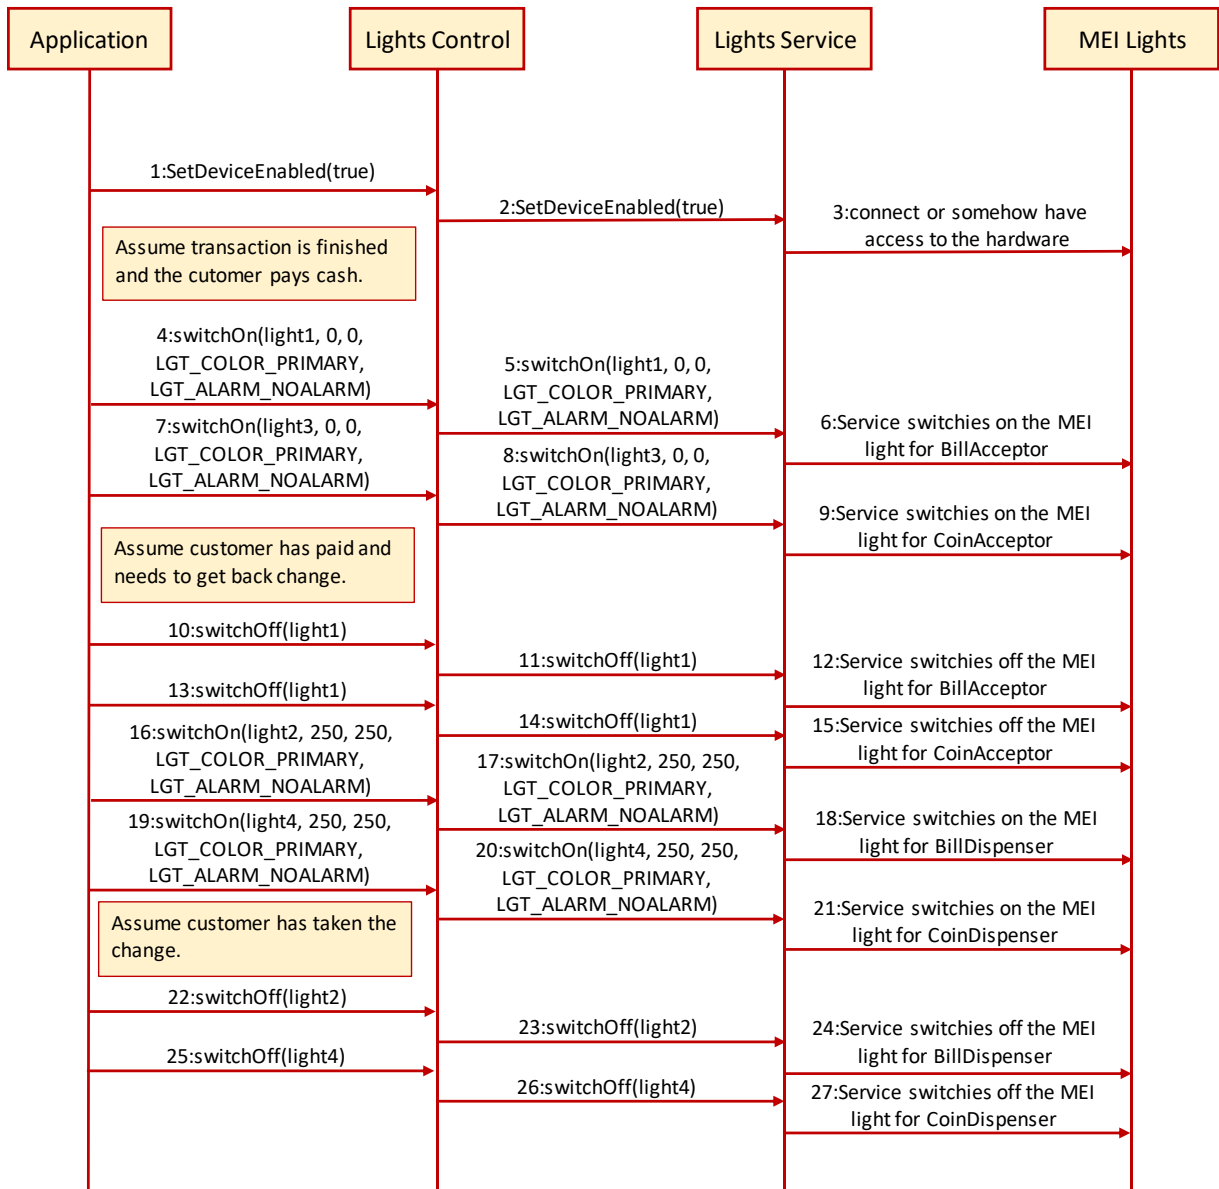 Application
Lights Control
Lights Service
MEI Lights
1:SetDeviceEnabled(true)
2:SetDeviceEnabled(true)
3:connect or somehow have
access to the hardware
Assume transaction is finished
and the cutomer pays cash.
4:switchOn(light1, 0, 0,
LGT_COLOR_PRIMARY,
LGT_ALARM_NOALARM)
5:switchOn(light1, 0, 0,
LGT_COLOR_PRIMARY,
LGT_ALARM_NOALARM)
6:Service switchies on the MEI
light for BillAcceptor
7:switchOn(light3, 0, 0,
LGT_COLOR_PRIMARY,
LGT_ALARM_NOALARM)
8:switchOn(light3, 0, 0,
LGT_COLOR_PRIMARY,
LGT_ALARM_NOALARM)
9:Service switchies on the MEI
light for CoinAcceptor
Assume customer has paid and
needs to get back change.
10:switchOff(light1)
11:switchOff(light1)
12:Service switchies off the MEI
light for BillAcceptor
13:switchOff(light1)
14:switchOff(light1)
15:Service switchies off the MEI
light for CoinAcceptor
16:switchOn(light2, 250, 250,
LGT_COLOR_PRIMARY,
LGT_ALARM_NOALARM)
17:switchOn(light2, 250, 250,
LGT_COLOR_PRIMARY,
LGT_ALARM_NOALARM)
18:Service switchies on the MEI
light for BillDispenser
19:switchOn(light4, 250, 250,
LGT_COLOR_PRIMARY,
LGT_ALARM_NOALARM)
20:switchOn(light4, 250, 250,
LGT_COLOR_PRIMARY,
LGT_ALARM_NOALARM)
21:Service switchies on the MEI
light for CoinDispenser
Assume customer has taken the
change.
22:switchOff(light2)
23:switchOff(light2)
24:Service switchies off the MEI
light for BillDispenser
25:switchOff(light4)
26:switchOff(light4)
27:Service switchies off the MEI
light for CoinDispenser